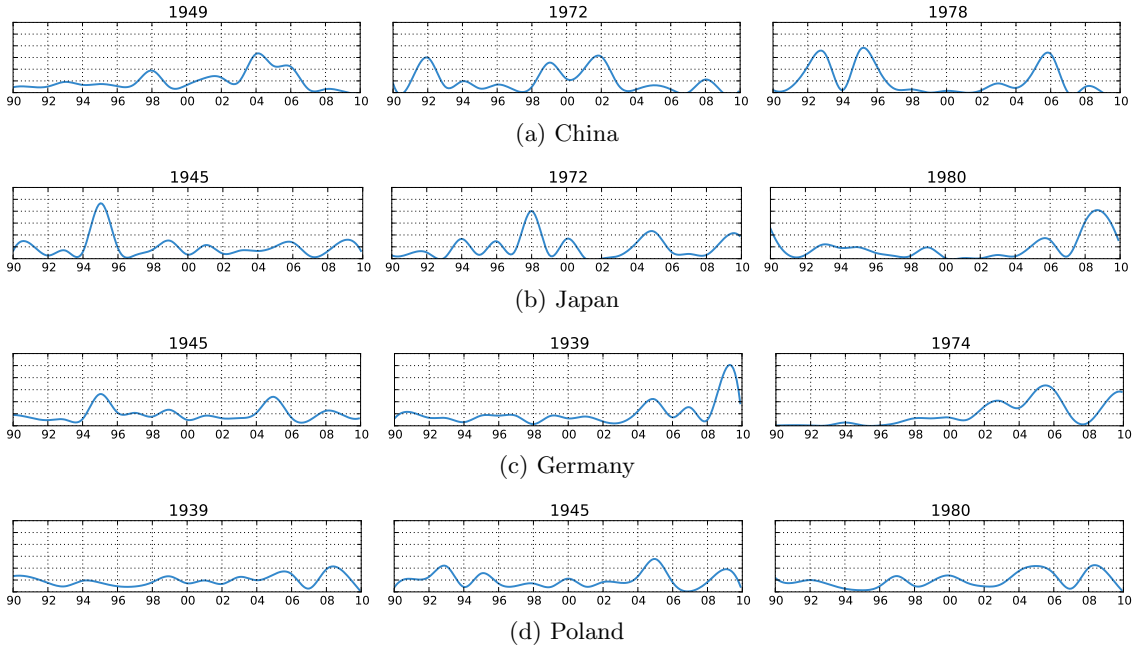 1949 1972 1978
90 92 94 96 98 00 02 04 06 08 10 90 92 94 96 98 00 02 04 06 08 10 90 92 94 96 98 00 02 04 06 08 10
(a) China
1945 1972 1980
90 92 94 96 98 00 02 04 06 08 10 90 92 94 96 98 00 02 04 06 08 10 90 92 94 96 98 00 02 04 06 08 10
(b) Japan
1945 1939 1974
90 92 94 96 98 00 02 04 06 08 10 90 92 94 96 98 00 02 04 06 08 10 90 92 94 96 98 00 02 04 06 08 10
(c) Germany
1939 1945 1980
90 92 94 96 98 00 02 04 06 08 10 90 92 94 96 98 00 02 04 06 08 10 90 92 94 96 98 00 02 04 06 08 10
(d) Poland